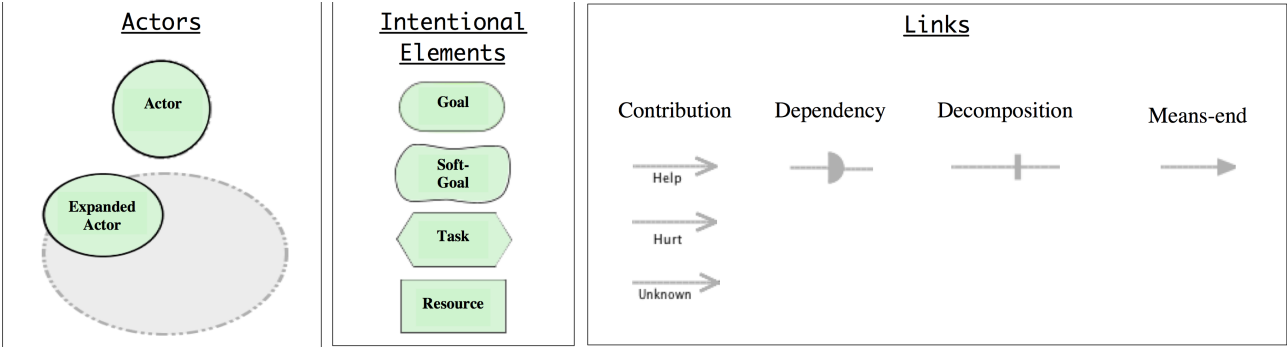 Actors
Actor
Expanded
Actor
Intentional
Elements
Goal
Soft-
Goal
Task
Resource
Links
Contribution
Dependency
Decomposition
Means-end
Help
Hurt
Unknown